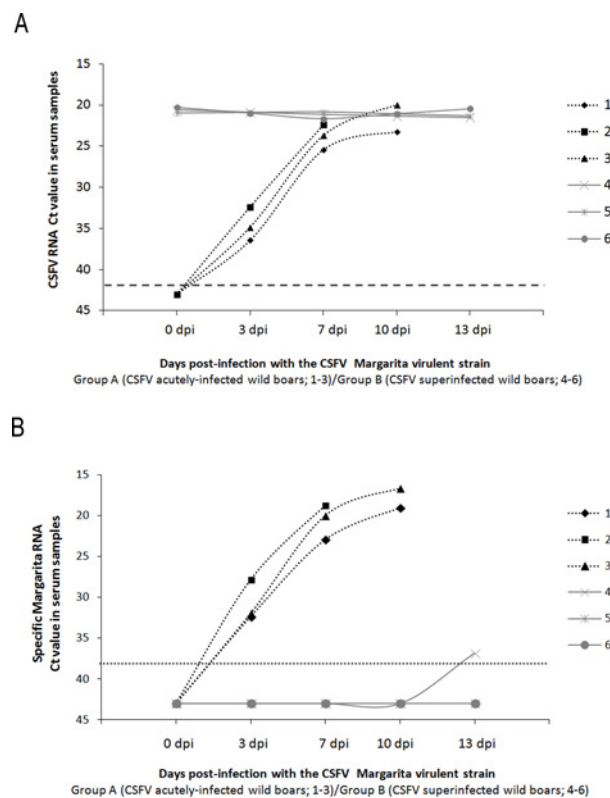 A
CSFV RNA Ct value in serum samples
15
20
25
30
35
40
45
0 dpi 3 dpi 7 dpi 10 dpi 13 dpi
1
2
3
4
5
6
Days post-infection with the CSFV Margarita virulent strain
Group A (CSFV acutely-infected wild boars; 1-3)/Group B (CSFV superinfected wild boars; 4-6)
B
Specific Margarita RNA
Ct value in serum samples
15
20
25
30
35
40
45
0 dpi 3 dpi 7 dpi 10 dpi 13 dpi
1
2
3
4
5
6
Days post-infection with the CSFV Margarita virulent strain
Group A (CSFV acutely-infected wild boars; 1-3)/Group B (CSFV superinfected wild boars; 4-6)